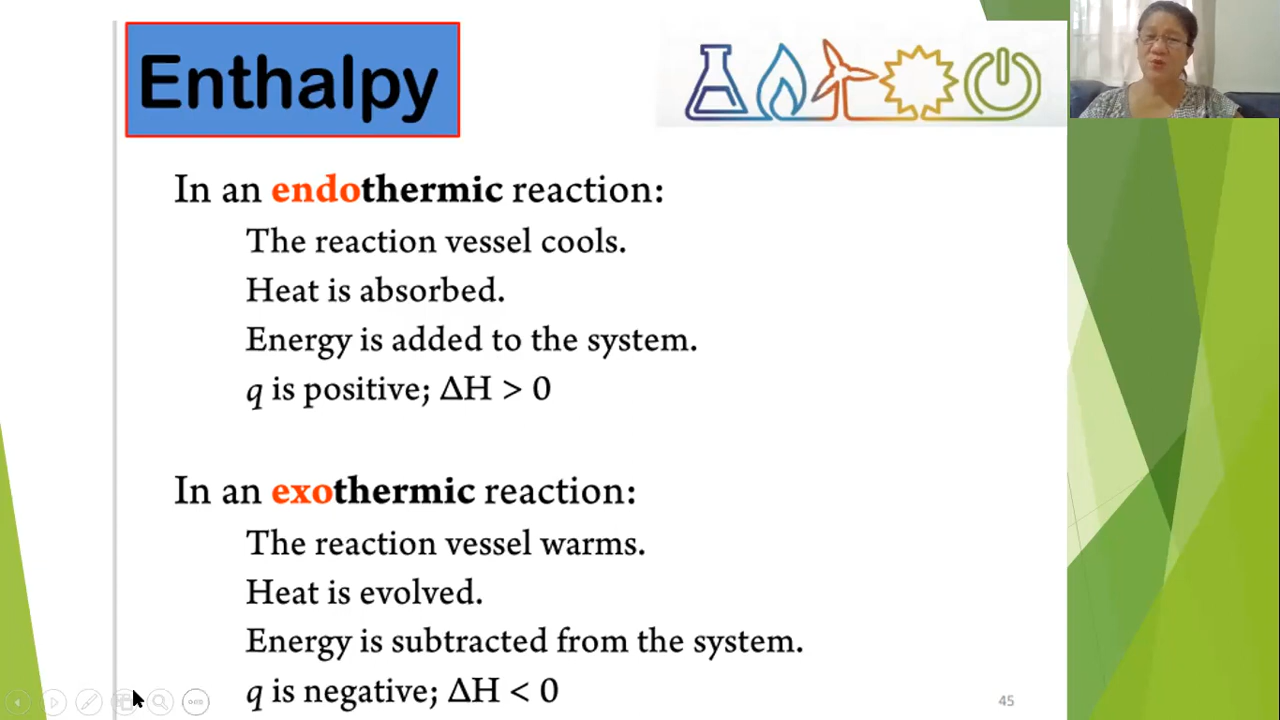 Enthalpy
In an endothermic reaction:
The reaction vessel cools.
Heat is absorbed.
Energy is added to the system.
q is positive; ΔH > 0
In an exothermic reaction:
The reaction vessel warms.
Heat is evolved.
Energy is subtracted from the system.
q is negative; ΔH < 0
45